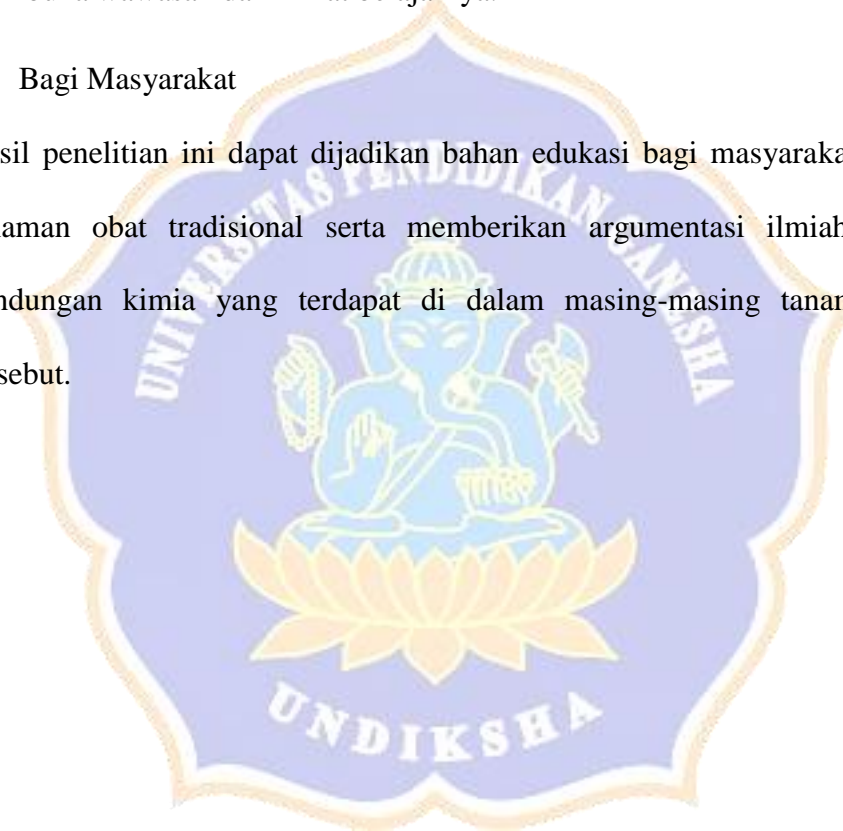 Bagi Masyarakat
sil penelitian ini dapat dijadikan bahan edukasi bagi masyaraka
aman obat tradisional serta memberikan argumentasi ilmiah
ndungan kimia yang terdapat di dalam masing-masing tanan
sebut.
UNIVERSITAS PENDIDIKAN GANESHA
UNDIKSHA